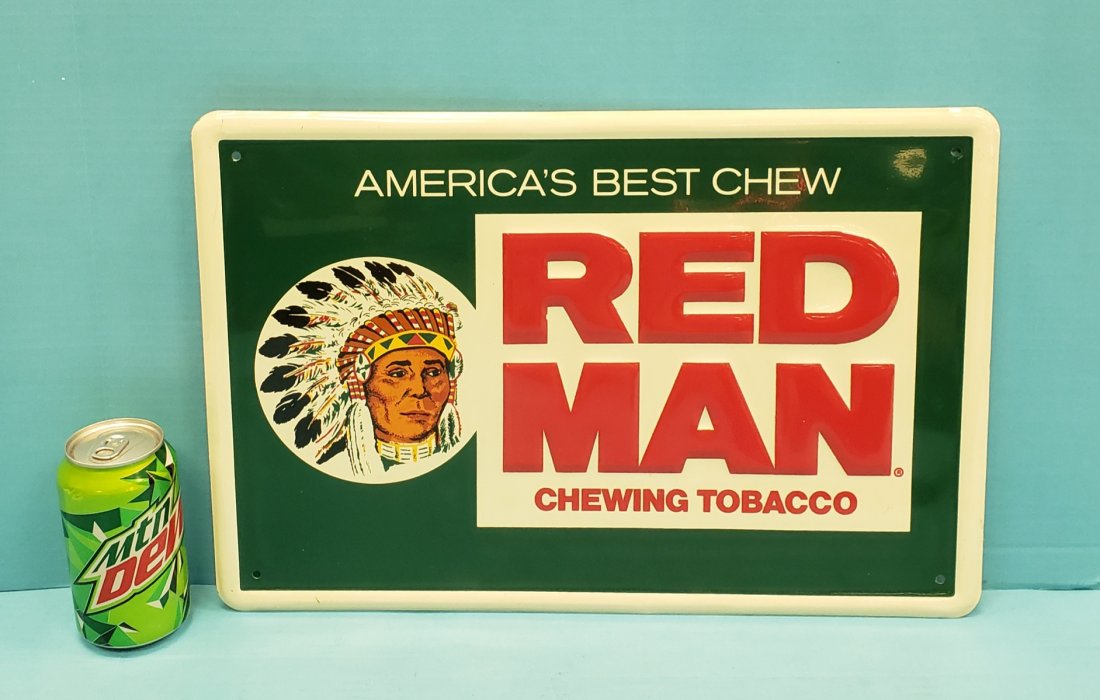 AMERICA'S BEST CHEW
RED
MAN®
CHEWING TOBACCO
Mtn
DEW